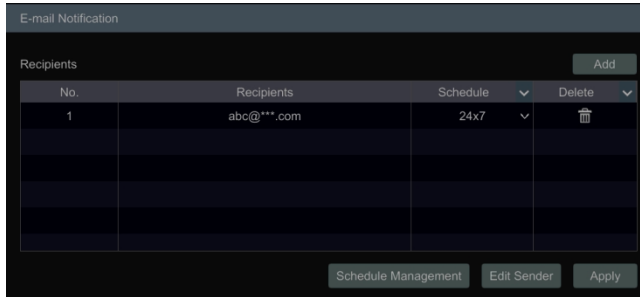 E-mail Notification
Recipients Add
No. Recipients Schedule Delete
1 abc@***.com 24x7
Schedule Management Edit Sender Apply